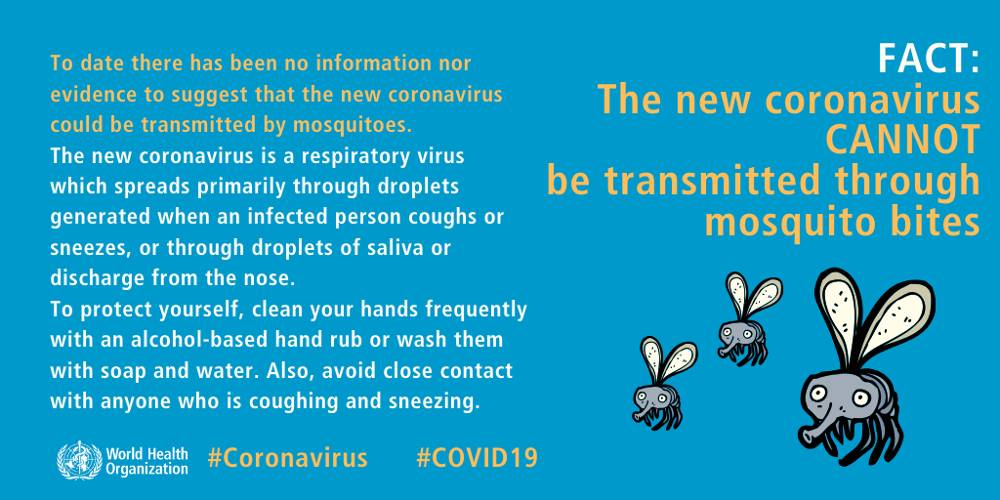 To date there has been no information nor
evidence to suggest that the new coronavirus
could be transmitted by mosquitoes.
The new coronavirus is a respiratory virus
which spreads primarily through droplets
generated when an infected person coughs or
sneezes, or through droplets of saliva or
discharge from the nose.
To protect yourself, clean your hands frequently
with an alcohol-based hand rub or wash them
with soap and water. Also, avoid close contact
with anyone who is coughing and sneezing.
FACT:
The new coronavirus
CANNOT
be transmitted through
mosquito bites
World Health
Organization
#Coronavirus #COVID19